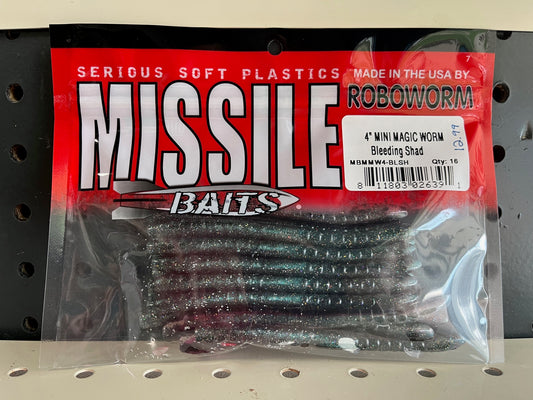 SERIOUS SOFT PLASTICS
MISSILE
BAITS
MADE IN THE USA BY
ROBOWORM
4" MINI MAGIC WORM
Bleeding Shad
MBMMW4-BLSH Qty: 16
8 11803 02639 1
12.99